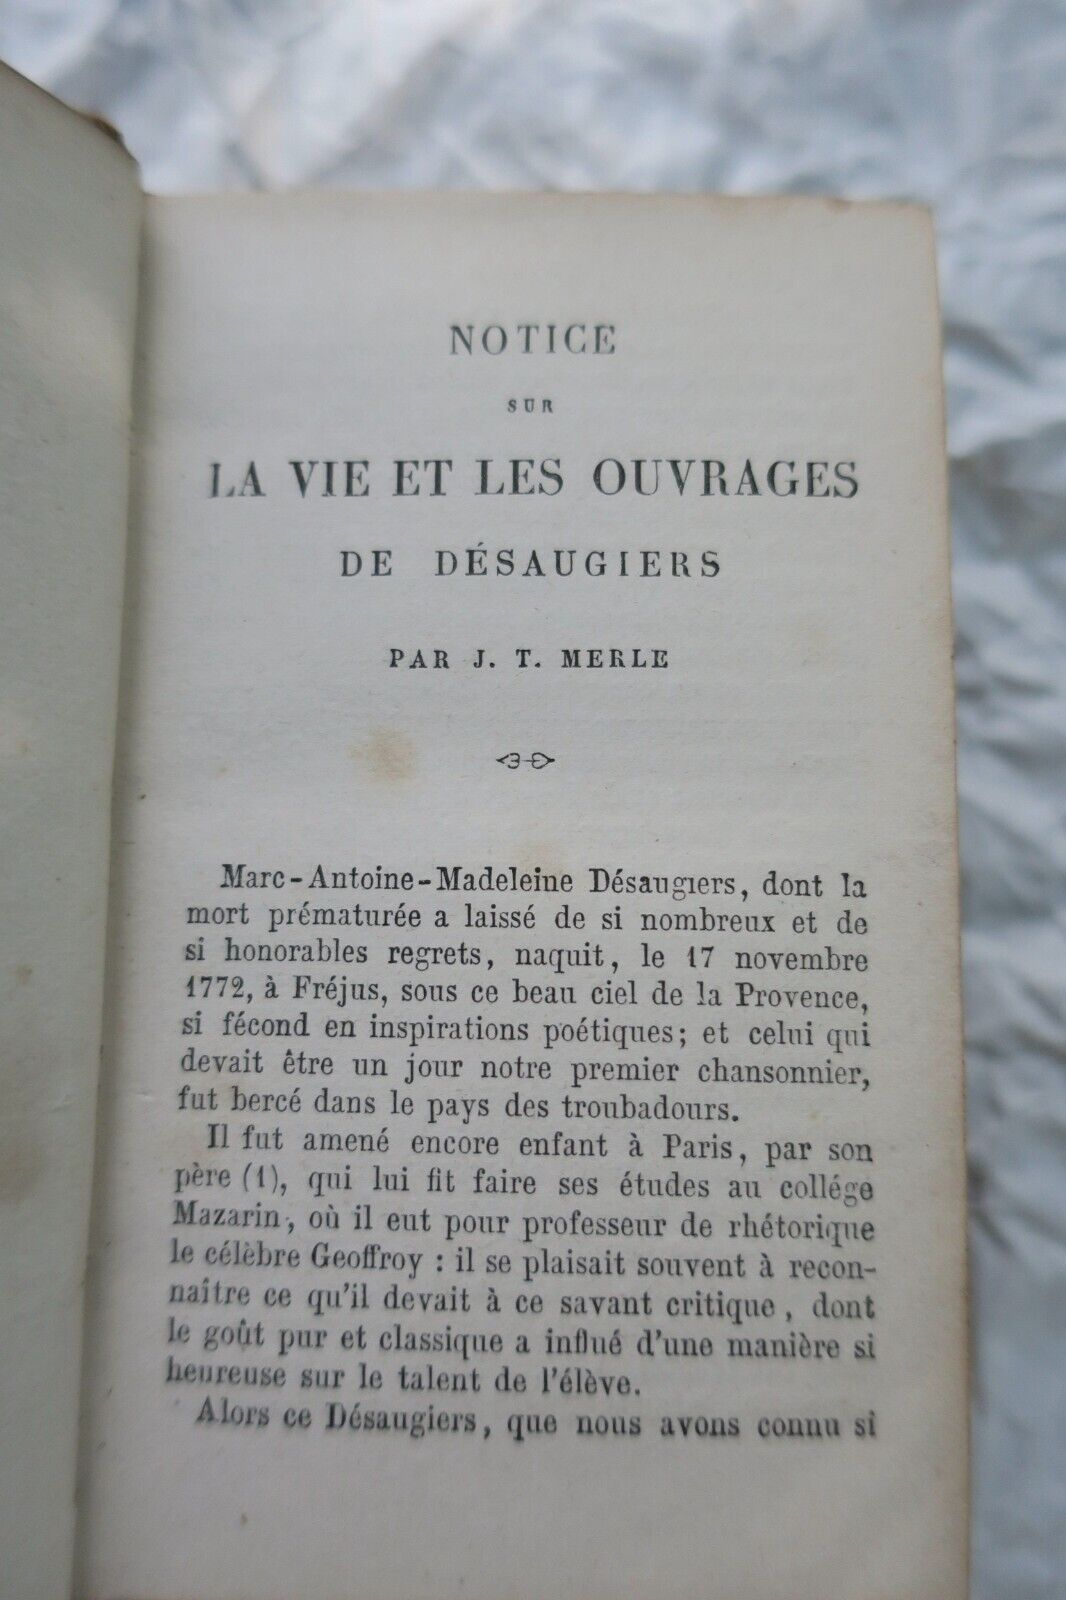 NOTICE
SUR
LA VIE ET LES OUVRAGES
DE DÉSAUGIERS
PAR J. T. MERLE
Marc-Antoine-Madeleine Désaugiers, dont la
mort prématurée a laissé de si nombreux et de
si honorables regrets, naquit, le 17 novembre
1772, à Fréjus, sous ce beau ciel de la Provence,
si fécond en inspirations poétiques; et celui qui
devait être un jour notre premier chansonnier,
fut bercé dans le pays des troubadours.
Il fut amené encore enfant à Paris, par son
père (1), qui lui fit faire ses études au collége
Mazarin, où il eut pour professeur de rhétorique
le célèbre Geoffroy : il se plaisait souvent à recon-
naître ce qu'il devait à ce savant critique, dont
le goût pur et classique a influé d'une manière si
heureuse sur le talent de l'élève.
Alors ce Désaugiers, que nous avons connu si